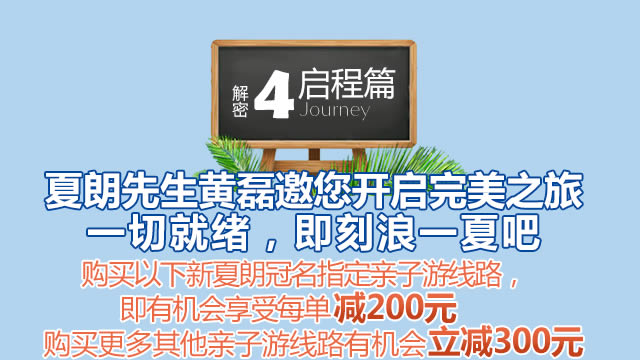 解密 4 启程篇
Journey
夏朗先生黄磊邀您开启完美之旅
一切就绪，即刻浪一夏吧
购买以下新夏朗冠名指定亲子游线路，
即有机会享受每单 减200元
购买更多其他亲子游线路有机会 立减300元